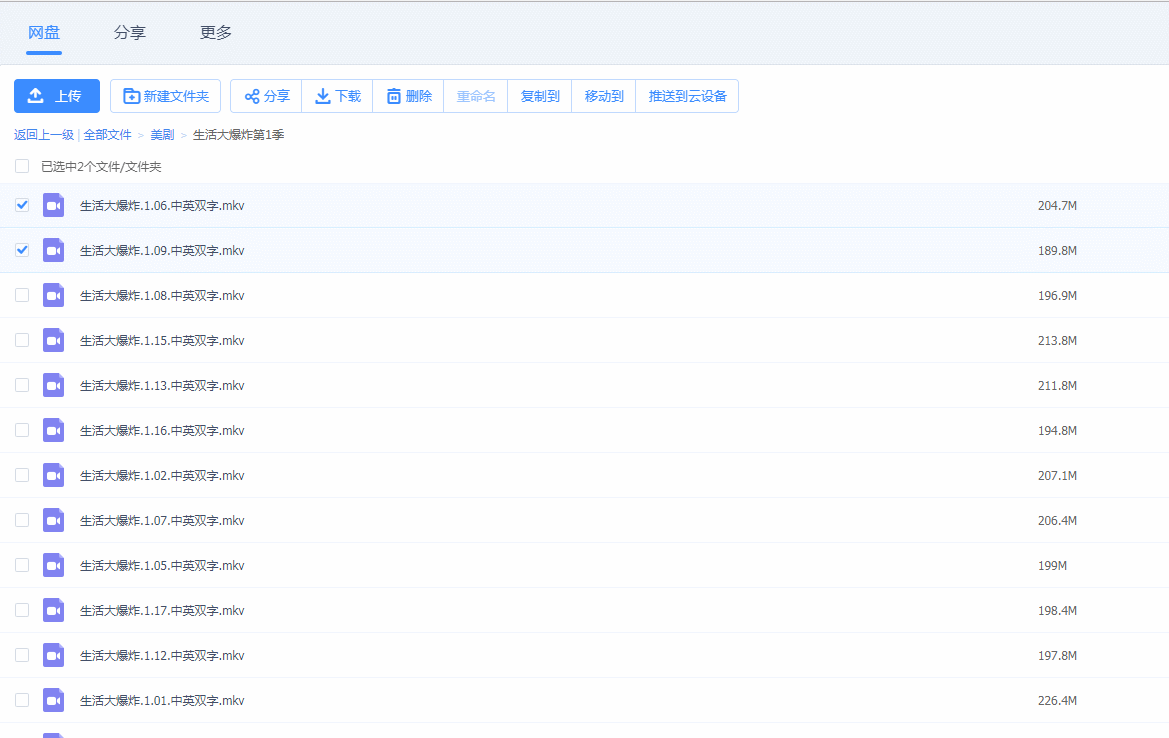 网盘 分享 更多
上传 新建文件夹 分享 下载 删除 重命名 复制到 移动到 推送到云设备
返回上一级 | 全部文件 > 美剧 > 生活大爆炸第1季
已选中2个文件/文件夹
生活大爆炸.1.06.中英双字.mkv 204.7M
生活大爆炸.1.09.中英双字.mkv 189.8M
生活大爆炸.1.08.中英双字.mkv 196.9M
生活大爆炸.1.15.中英双字.mkv 213.8M
生活大爆炸.1.13.中英双字.mkv 211.8M
生活大爆炸.1.16.中英双字.mkv 194.8M
生活大爆炸.1.02.中英双字.mkv 207.1M
生活大爆炸.1.07.中英双字.mkv 206.4M
生活大爆炸.1.05.中英双字.mkv 199M
生活大爆炸.1.17.中英双字.mkv 198.4M
生活大爆炸.1.12.中英双字.mkv 197.8M
生活大爆炸.1.01.中英双字.mkv 226.4M